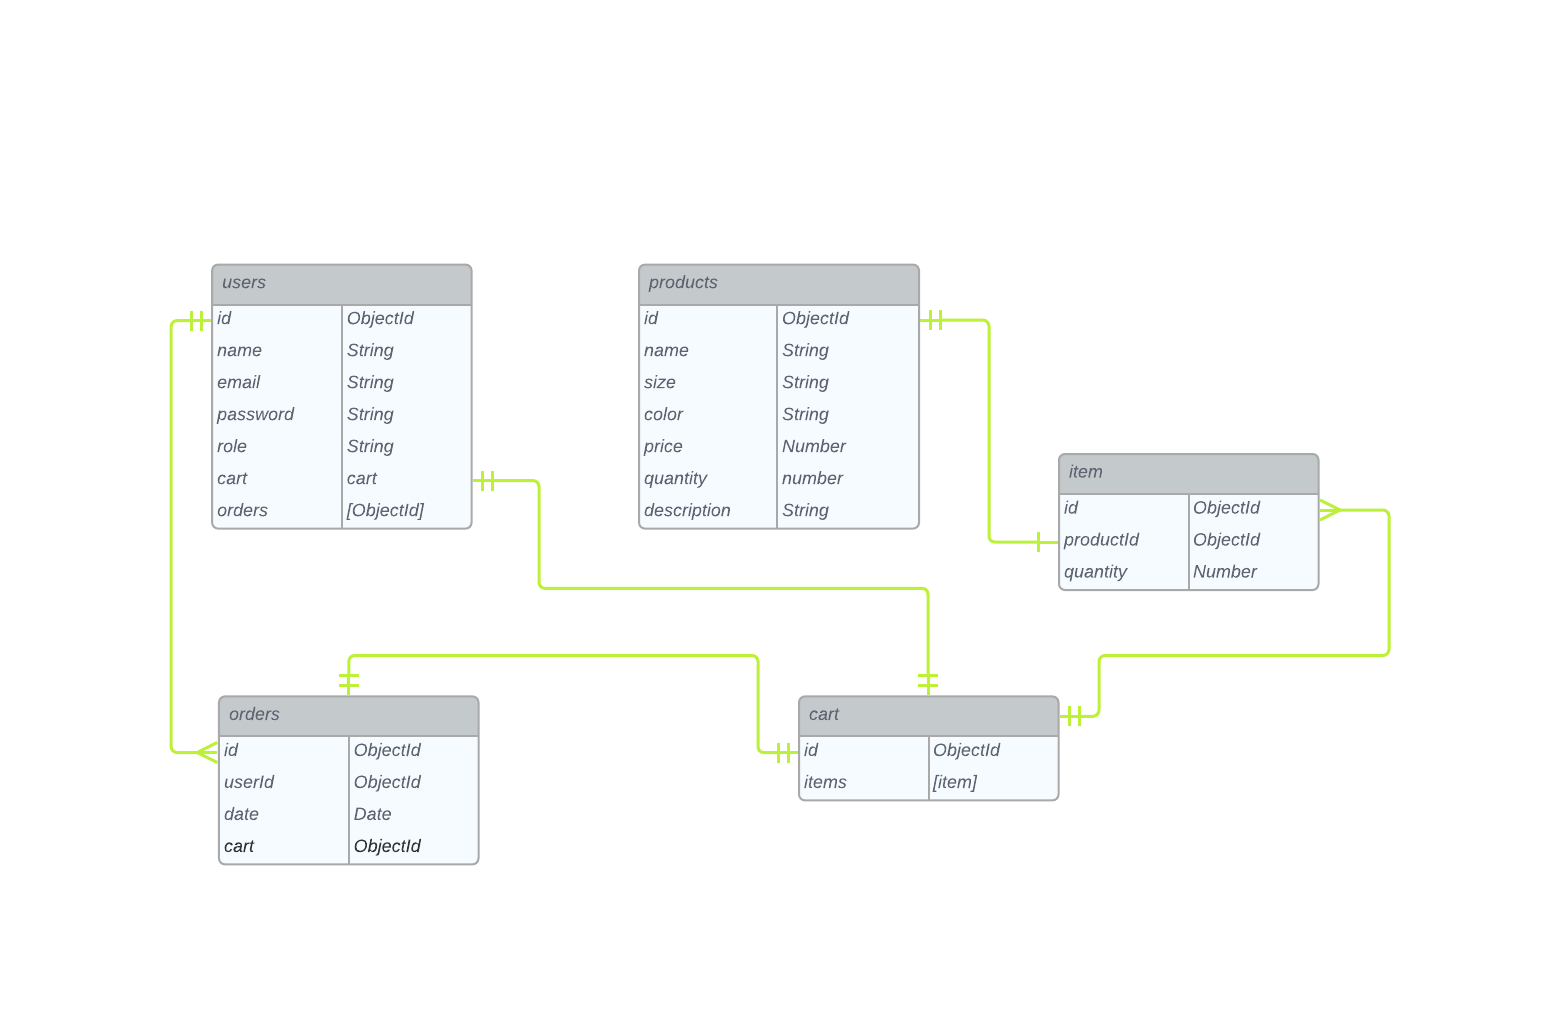 users
id ObjectId
name String
email String
password String
role String
cart cart
orders [ObjectId]
products
id ObjectId
name String
size String
color String
price Number
quantity number
description String
item
id ObjectId
productId ObjectId
quantity Number
orders
id ObjectId
userId ObjectId
date Date
cart ObjectId
cart
id ObjectId
items [item]